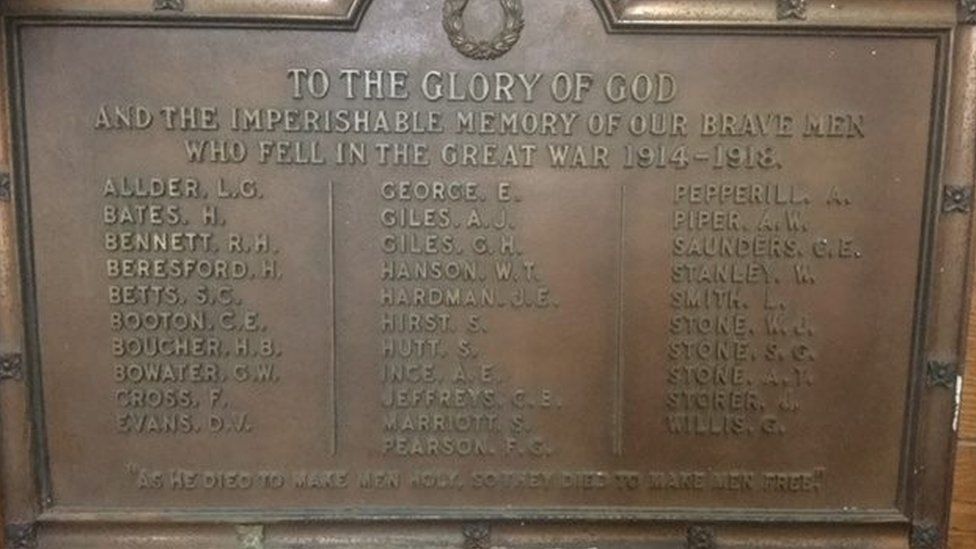 TO THE GLORY OF GOD
AND THE IMPERISHABLE MEMORY OF OUR BRAVE MEN
WHO FELL IN THE GREAT WAR 1914-1918.
ALLDER, L.G.
BATES, H.
BENNETT, R.H.
BERESFORD, H.
BETTS, S.C.
BOOTON, C.E.
BOUCHER, H.B.
BOWATER, G.W.
CROSS, F.
EVANS, D.V.
GEORGE, E.
GILES, A.J.
GILES, G.H.
HANSON, W.T.
HARDMAN, J.E.
HIRST, S.
HUTT, S.
INCE, A.E.
JEFFREYS, C.E.
MARRIOTT, S.
PEARSON, F.G.
PEPPERILL, A.
PIPER, A.W.
SAUNDERS, C.E.
STANLEY, W.
SMITH, L.
STONE, W.J.
STONE, S.G.
STONE, A.T.
STORER, J.
WILLIS, G.
"AS HE DIED TO MAKE MEN HOLY, SO THEY DIED TO MAKE MEN FREE."